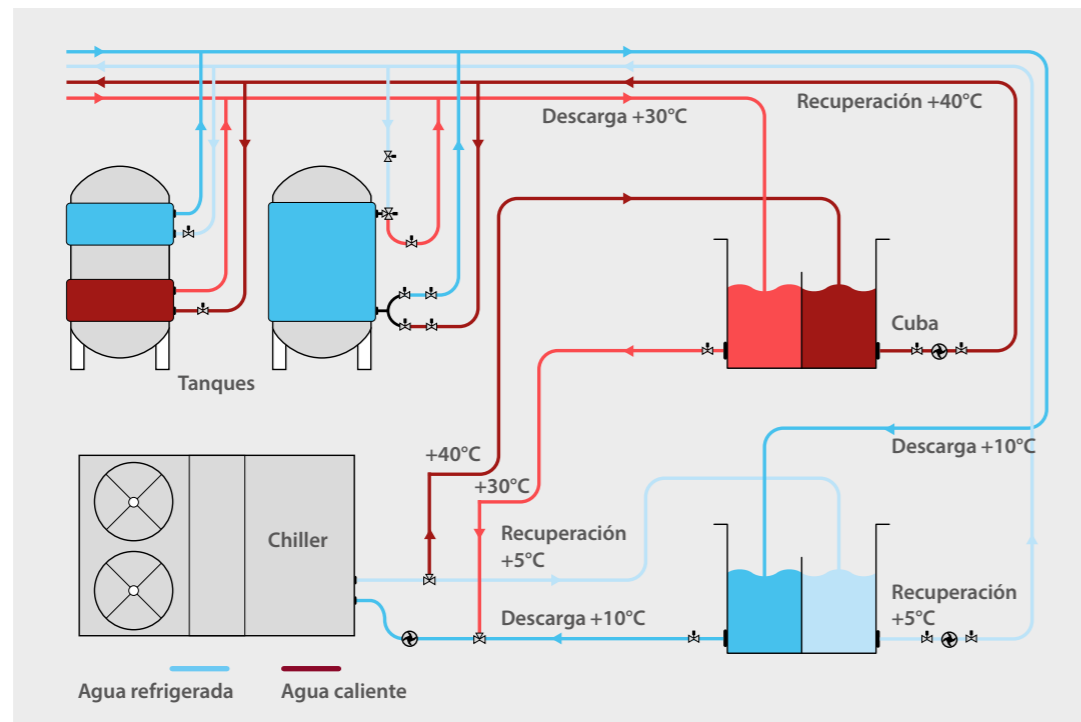 Recuperación +40°C
Descarga +30°C
Cuba
Tanques
Descarga +10°C
+40°C
+30°C
Recuperación
+5°C
Chiller
Recuperación
+5°C
Descarga +10°C
Agua refrigerada
Agua caliente